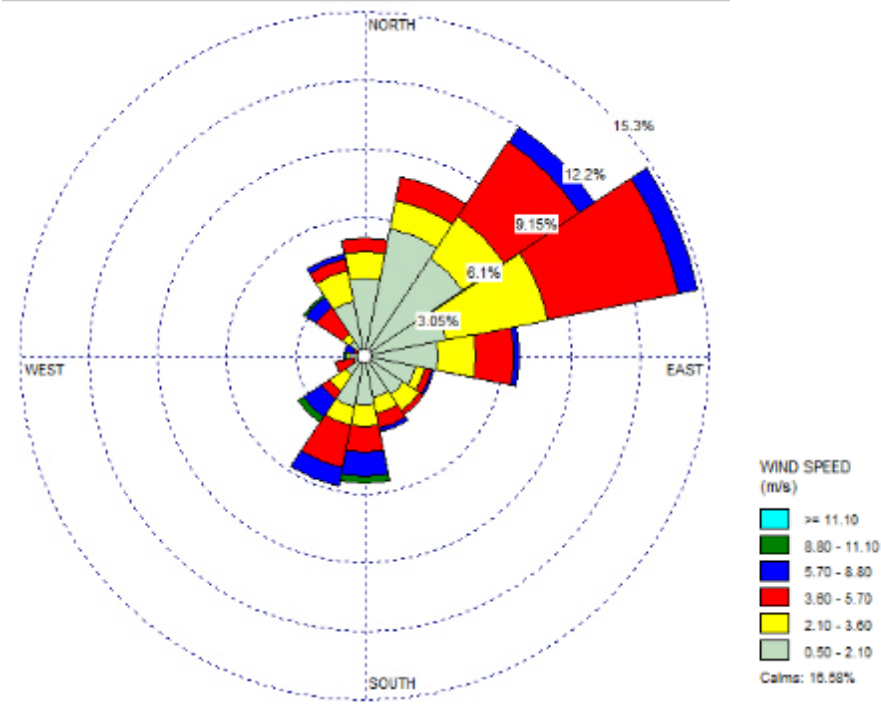 NORTH
15.3%
12.2%
9.15%
6.1%
3.05%
WEST
EAST
SOUTH
WIND SPEED
(m/s)
>= 11.10
8.80 - 11.10
5.70 - 8.80
3.60 - 5.70
2.10 - 3.60
0.50 - 2.10
Calms: 16.58%